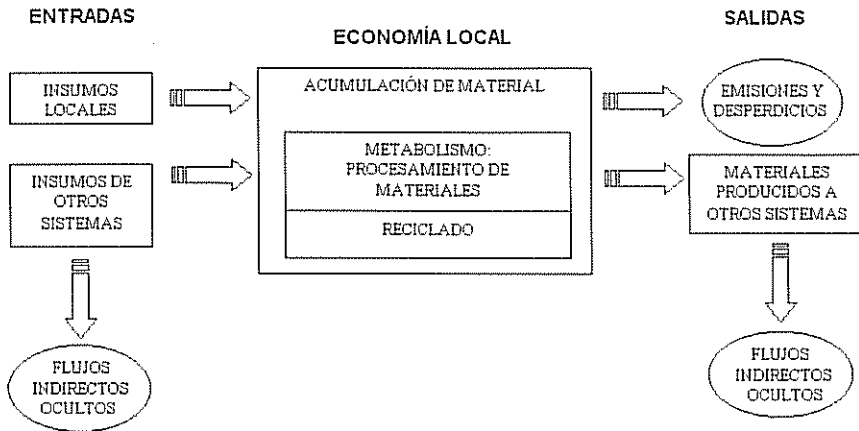 ENTRADAS
SALIDAS
ECONOMÍA LOCAL
INSUMOS
LOCALES
ACUMULACIÓN DE MATERIAL
EMISIONES Y
DESPERDICIOS
INSUMOS DE
OTROS
SISTEMAS
METABOLISMO:
PROCESAMIENTO DE
MATERIALES
RECICLADO
MATERIALES
PRODUCIDOS A
OTROS SISTEMAS
FLUJOS
INDIRECTOS
OCULTOS
FLUJOS
INDIRECTOS
OCULTOS